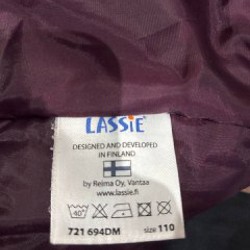 LASSIE®
DESIGNED AND DEVELOPED
IN FINLAND
by Reima Oy, Vantaa
www.lassie.fi
40°
721 694DM size 110